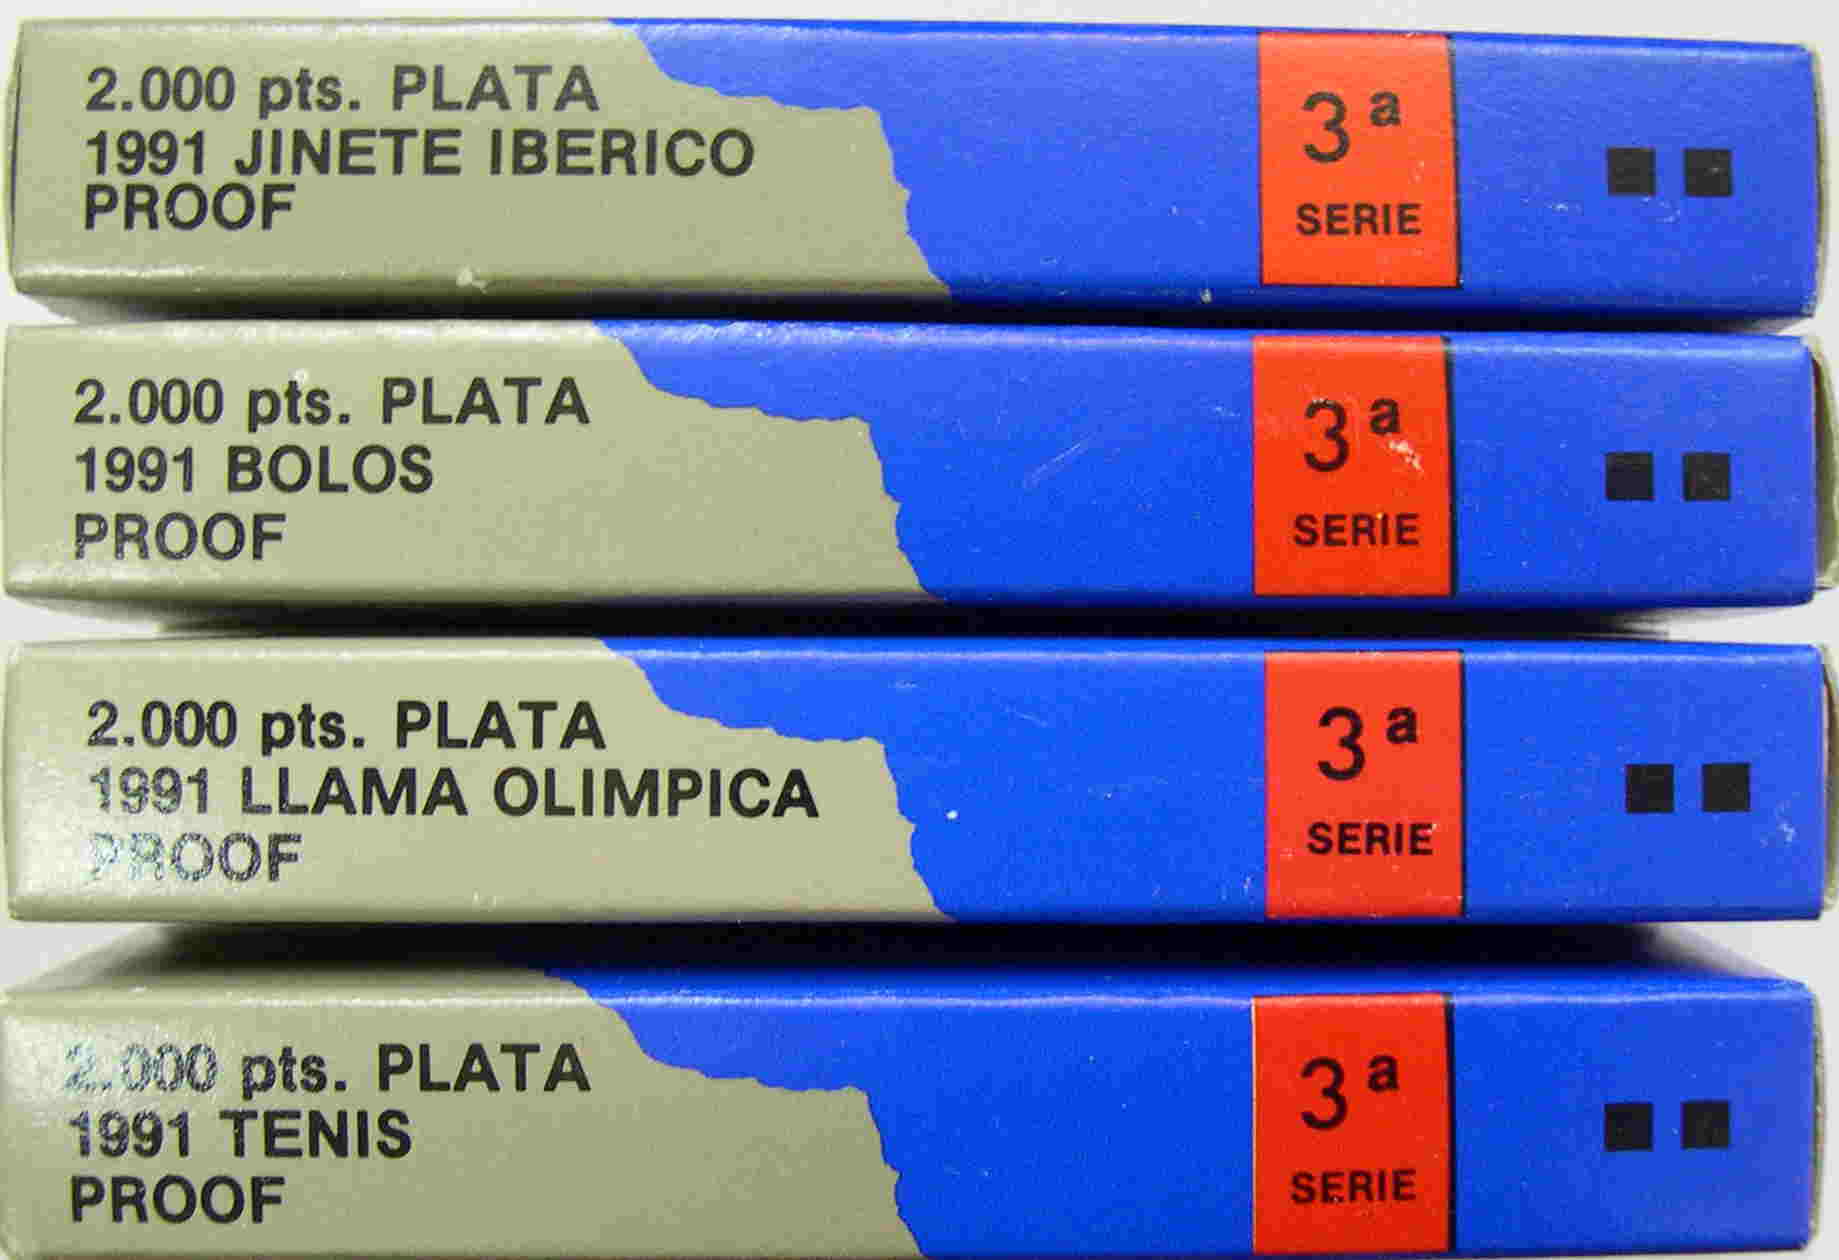 2.000 pts. PLATA
1991 JINETE IBERICO
PROOF
3ª
SERIE
2.000 pts. PLATA
1991 BOLOS
PROOF
3ª
SERIE
2.000 pts. PLATA
1991 LLAMA OLIMPICA
PROOF
3ª
SERIE
2.000 pts. PLATA
1991 TENIS
PROOF
3ª
SERIE